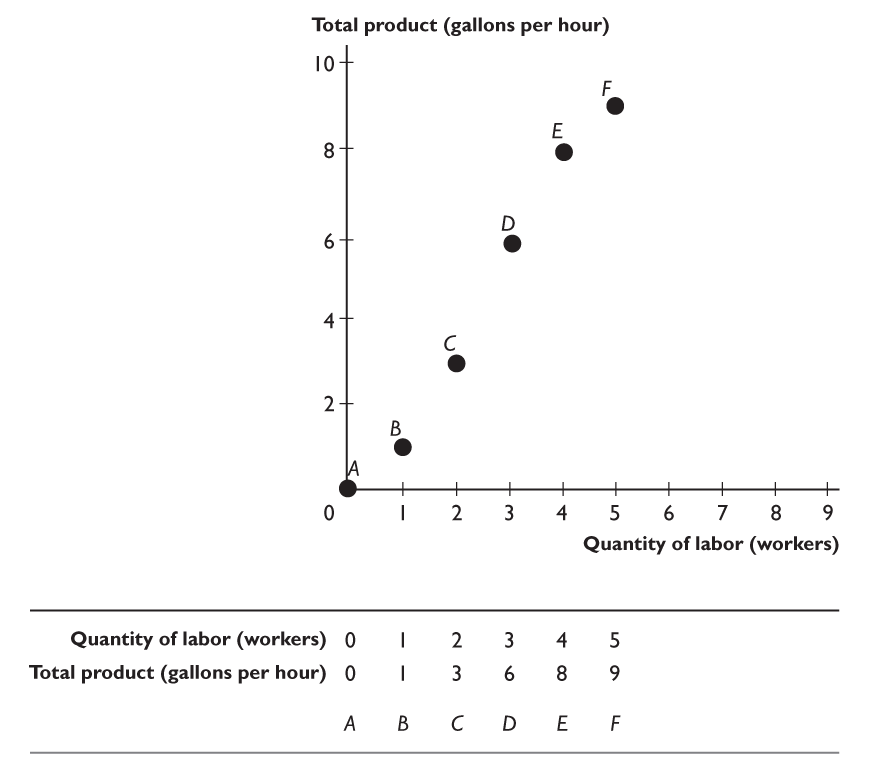 Total product (gallons per hour)
10
F
E
8
D
6
4
C
2
B
A
0 1 2 3 4 5 6 7 8 9
Quantity of labor (workers)
Quantity of labor (workers) 0 1 2 3 4 5
Total product (gallons per hour) 0 1 3 6 8 9
A B C D E F